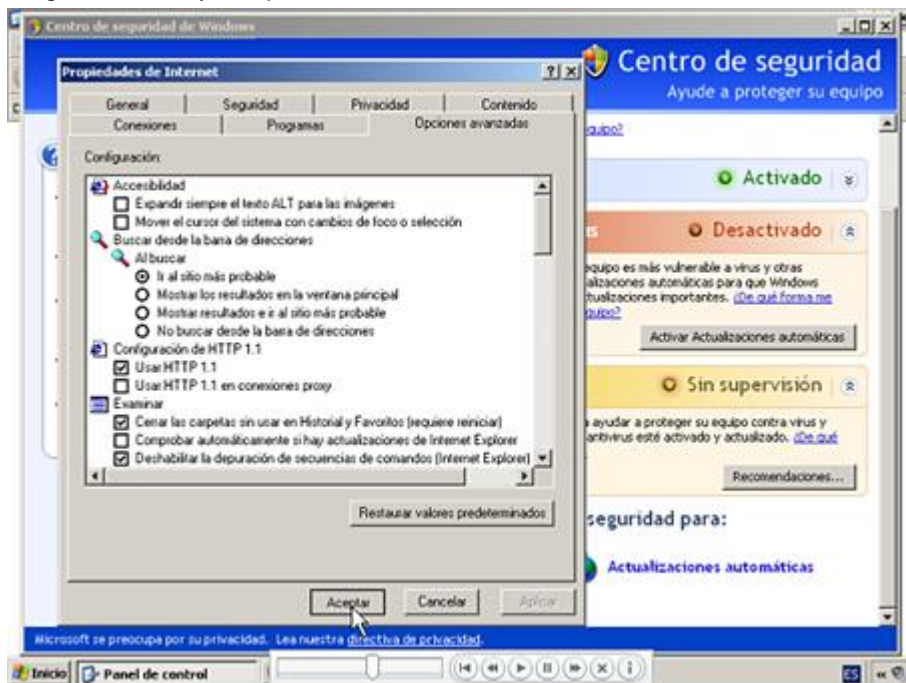 Centro de seguridad de Windows
Centro de seguridad
Ayude a proteger su equipo
Propiedades de Internet
General
Seguridad
Privacidad
Contenido
Conexiones
Programas
Opciones avanzadas
Configuración:
Accesibilidad
Expandir siempre el texto ALT para las imágenes
Mover el cursor del sistema con cambios de foco o selección
Buscar desde la barra de direcciones
Al buscar
Ir al sitio más probable
Mostrar los resultados en la ventana principal
Mostrar resultados e ir al sitio más probable
No buscar desde la barra de direcciones
Configuración de HTTP 1.1
Usar HTTP 1.1
Usar HTTP 1.1 en conexiones proxy
Examinar
Cerrar las carpetas sin usar en Historial y Favoritos (requiere reiniciar)
Comprobar automáticamente si hay actualizaciones de Internet Explorer
Deshabilitar la depuración de secuencias de comandos (Internet Explorer)
Restaurar valores predeterminados
Aceptar
Cancelar
Aplicar
equipo?
Activado
Desactivado
equipo es más vulnerable a virus y otras
automáticas para que Windows
importantes. ¿De qué forma me
equipo?
Activar Actualizaciones automáticas
Sin supervisión
ayudar a proteger su equipo contra virus y
antivirus esté activado y actualizado. ¿De qué
Recomendaciones...
seguridad para:
Actualizaciones automáticas
Microsoft se preocupa por su privacidad. Lea nuestra directiva de privacidad.
Inicio
Panel de control
ES